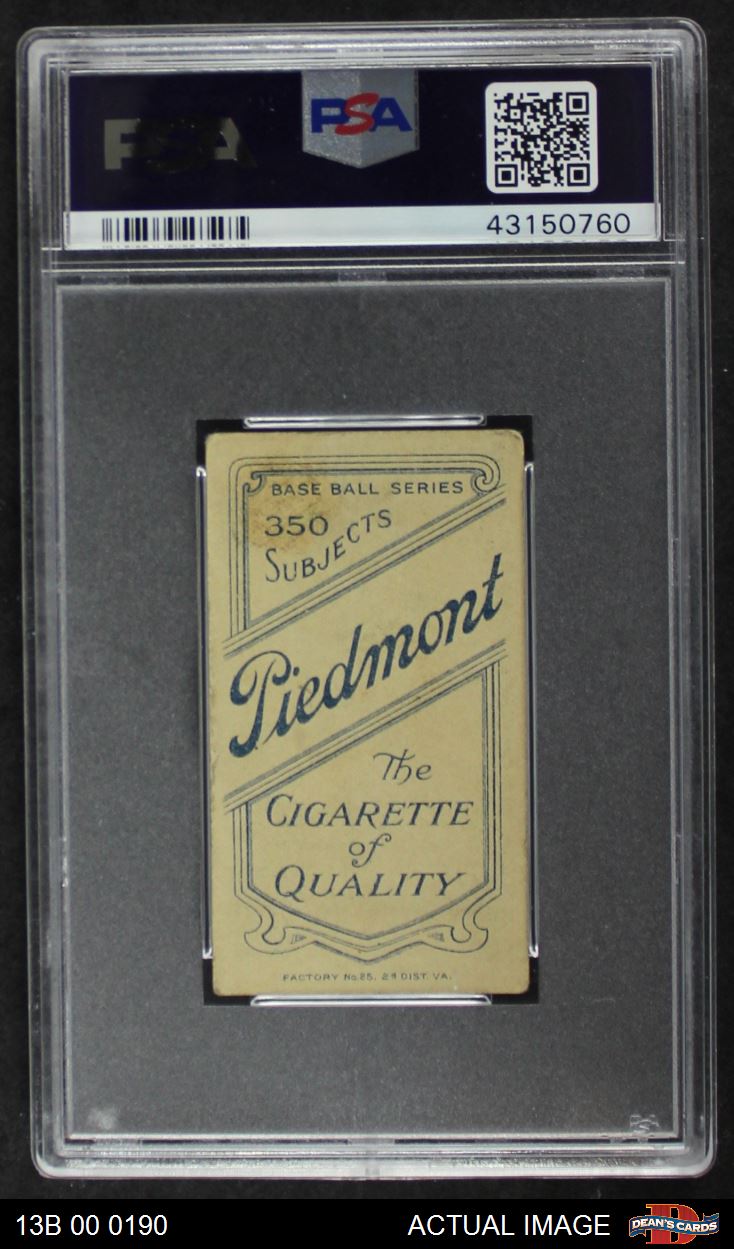 PSA
PSA
43150760
BASE BALL SERIES
350
SUBJECTS
Piedmont
The
CIGARETTE
of
QUALITY
FACTORY No.25, 2d DIST. VA.
13B 00 0190 ACTUAL IMAGE DEAN'S CARDS